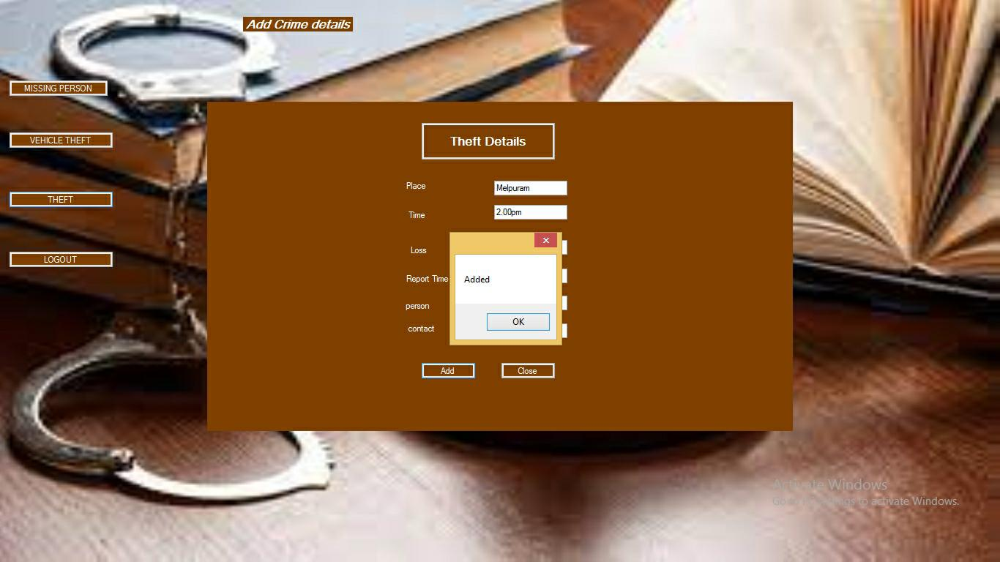 Add Crime details
MISSING PERSON
VEHICLE THEFT
THEFT
LOGOUT
Theft Details
Place
Melpuram
Time
2.00pm
Loss
Report Time
person
contact
Added
OK
Add
Close
Activate Windows
Go to PC settings to activate Windows.